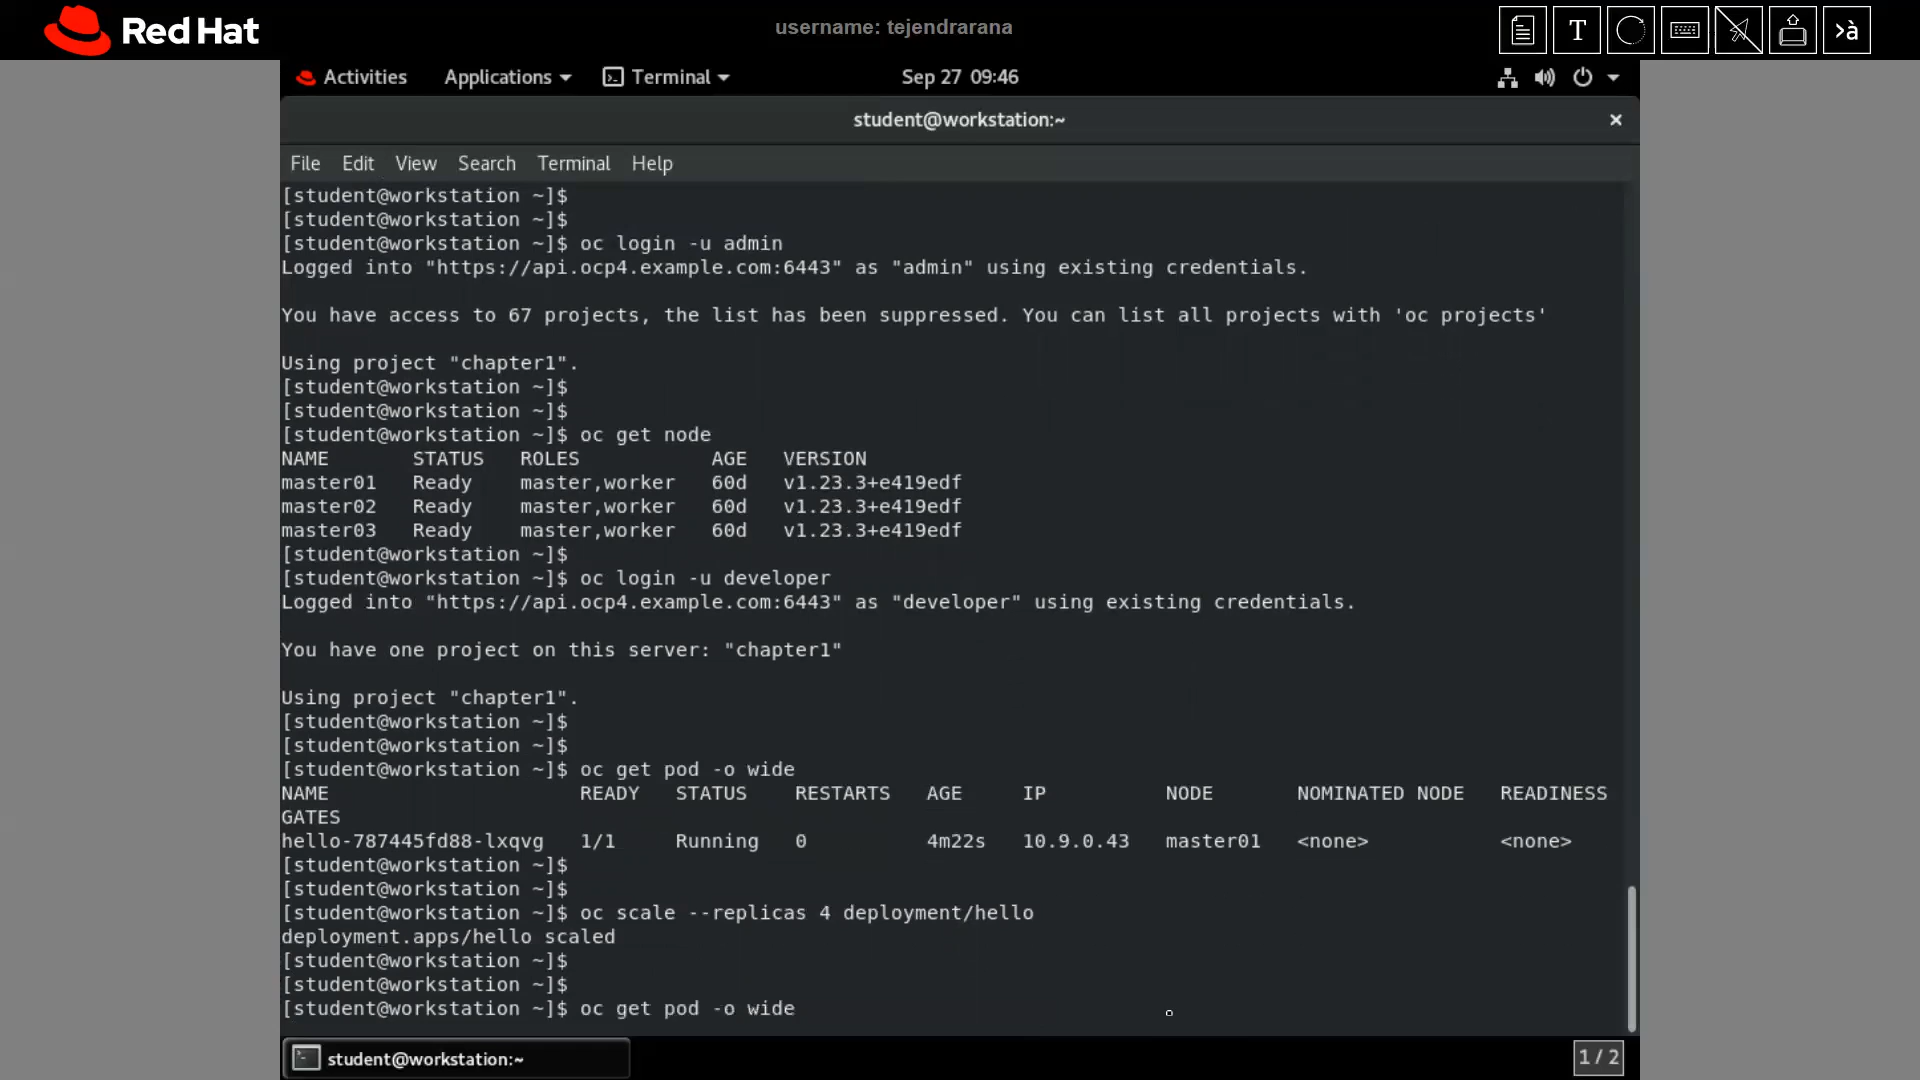 Red Hat
username: tejendrarana
T
>à
Activities Applications Terminal Sep 27 09:46
student@workstation:~ ×
File Edit View Search Terminal Help
[student@workstation ~]$
[student@workstation ~]$
[student@workstation ~]$ oc login -u admin
Logged into "https://api.ocp4.example.com:6443" as "admin" using existing credentials.
You have access to 67 projects, the list has been suppressed. You can list all projects with 'oc projects'
Using project "chapter1".
[student@workstation ~]$
[student@workstation ~]$
[student@workstation ~]$ oc get node
NAME STATUS ROLES AGE VERSION
master01 Ready master,worker 60d v1.23.3+e419edf
master02 Ready master,worker 60d v1.23.3+e419edf
master03 Ready master,worker 60d v1.23.3+e419edf
[student@workstation ~]$
[student@workstation ~]$ oc login -u developer
Logged into "https://api.ocp4.example.com:6443" as "developer" using existing credentials.
You have one project on this server: "chapter1"
Using project "chapter1".
[student@workstation ~]$
[student@workstation ~]$
[student@workstation ~]$ oc get pod -o wide
NAME READY STATUS RESTARTS AGE IP NODE NOMINATED NODE READINESS
GATES
hello-787445fd88-lxqvg 1/1 Running 0 4m22s 10.9.0.43 master01 <none> <none>
[student@workstation ~]$
[student@workstation ~]$
[student@workstation ~]$ oc scale --replicas 4 deployment/hello
deployment.apps/hello scaled
[student@workstation ~]$
[student@workstation ~]$
[student@workstation ~]$ oc get pod -o wide
student@workstation:~ 1 / 2